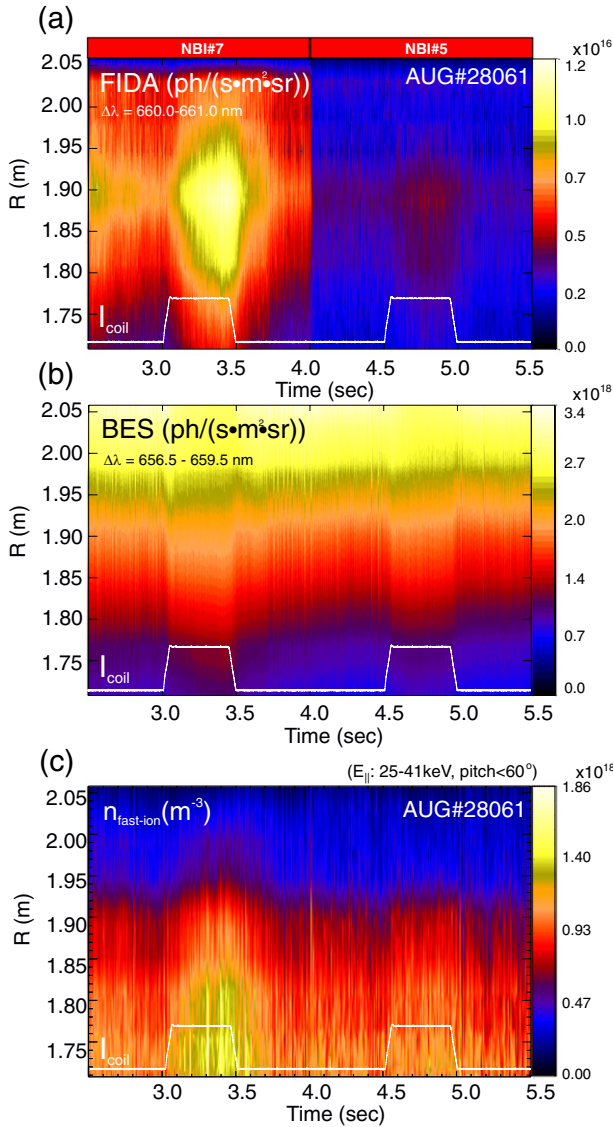 (a)
NBI#7 NBI#5
FIDA (ph/(s•m²•sr)) AUG#28061
Δλ = 660.0-661.0 nm
x10¹⁶
2.05
2.00
1.95
1.90
1.85
1.80
1.75
R (m)
1.2
1.0
0.7
0.5
0.2
0.0
I_coil
3.0 3.5 4.0 4.5 5.0 5.5
Time (sec)
(b)
BES (ph/(s•m²•sr))
Δλ = 656.5 - 659.5 nm
x10¹⁸
2.05
2.00
1.95
1.90
1.85
1.80
1.75
R (m)
3.4
2.7
2.0
1.4
0.7
0.0
I_coil
3.0 3.5 4.0 4.5 5.0 5.5
Time (sec)
(c)
(E_||: 25-41keV, pitch<60°)
n_fast-ion(m⁻³) AUG#28061
x10¹⁸
2.05
2.00
1.95
1.90
1.85
1.80
1.75
R (m)
1.86
1.40
0.93
0.47
0.00
I_coil
3.0 3.5 4.0 4.5 5.0 5.5
Time (sec)